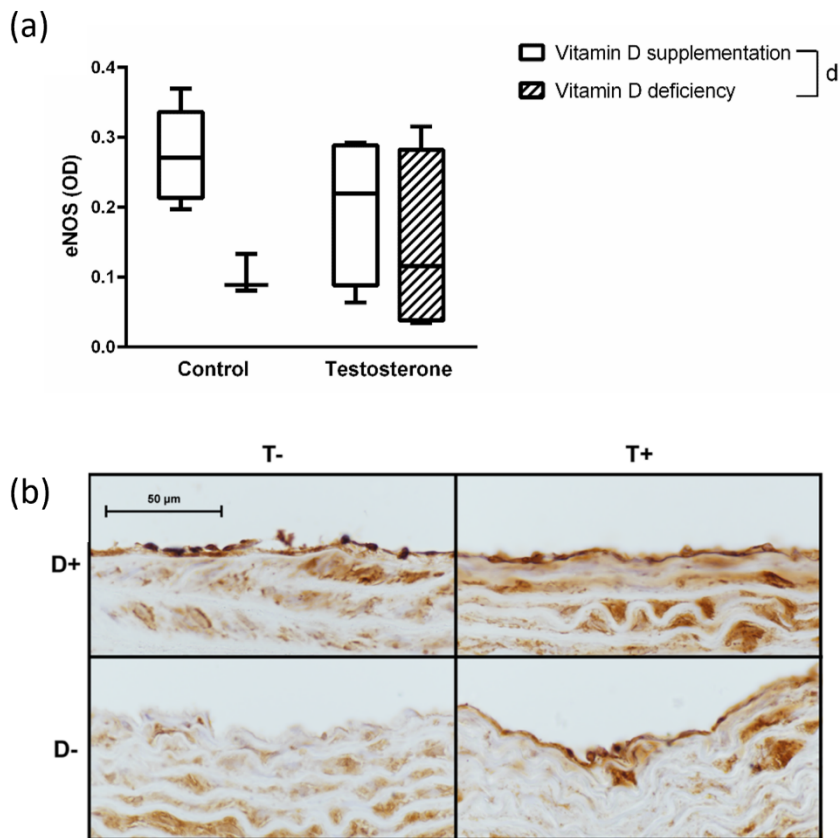 (a)
Vitamin D supplementation
Vitamin D deficiency
d
0.4
0.3
0.2
0.1
0.0
eNOS (OD)
Control Testosterone
T- T+
(b)
50 µm
D+
D-